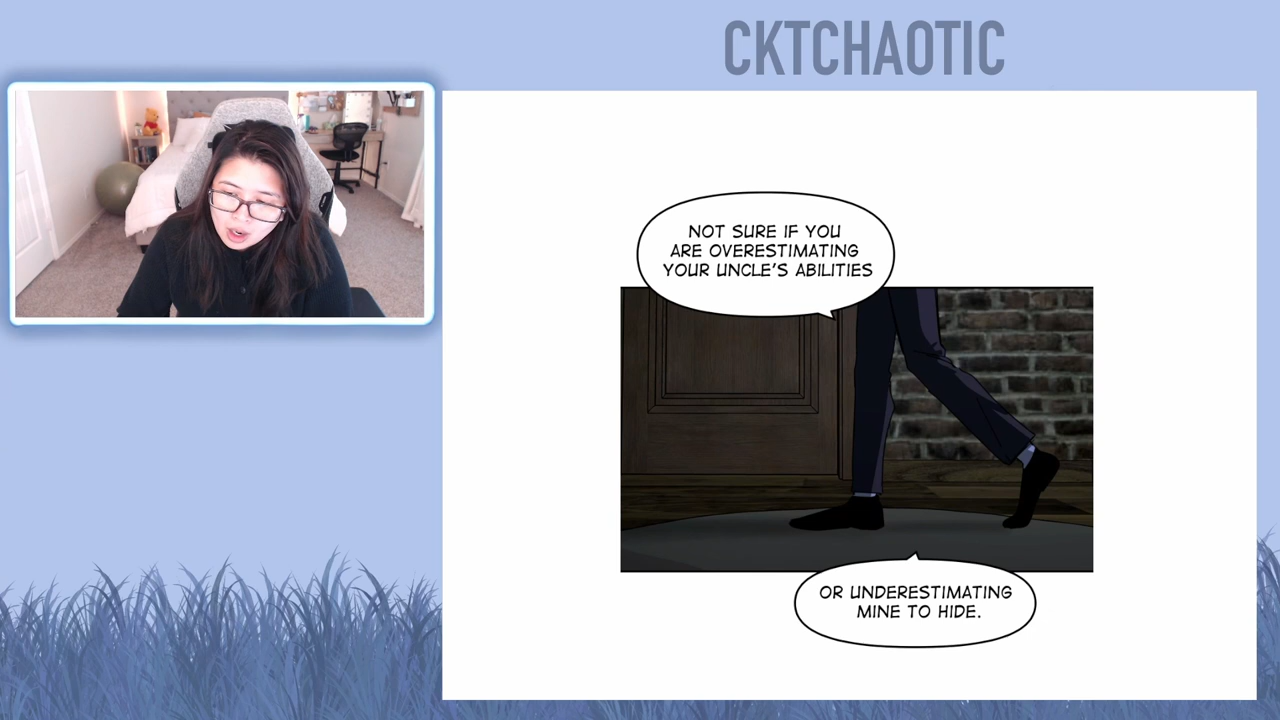 CKTCHAOTIC
NOT SURE IF YOU
ARE OVERESTIMATING
YOUR UNCLE'S ABILITIES
OR UNDERESTIMATING
MINE TO HIDE.